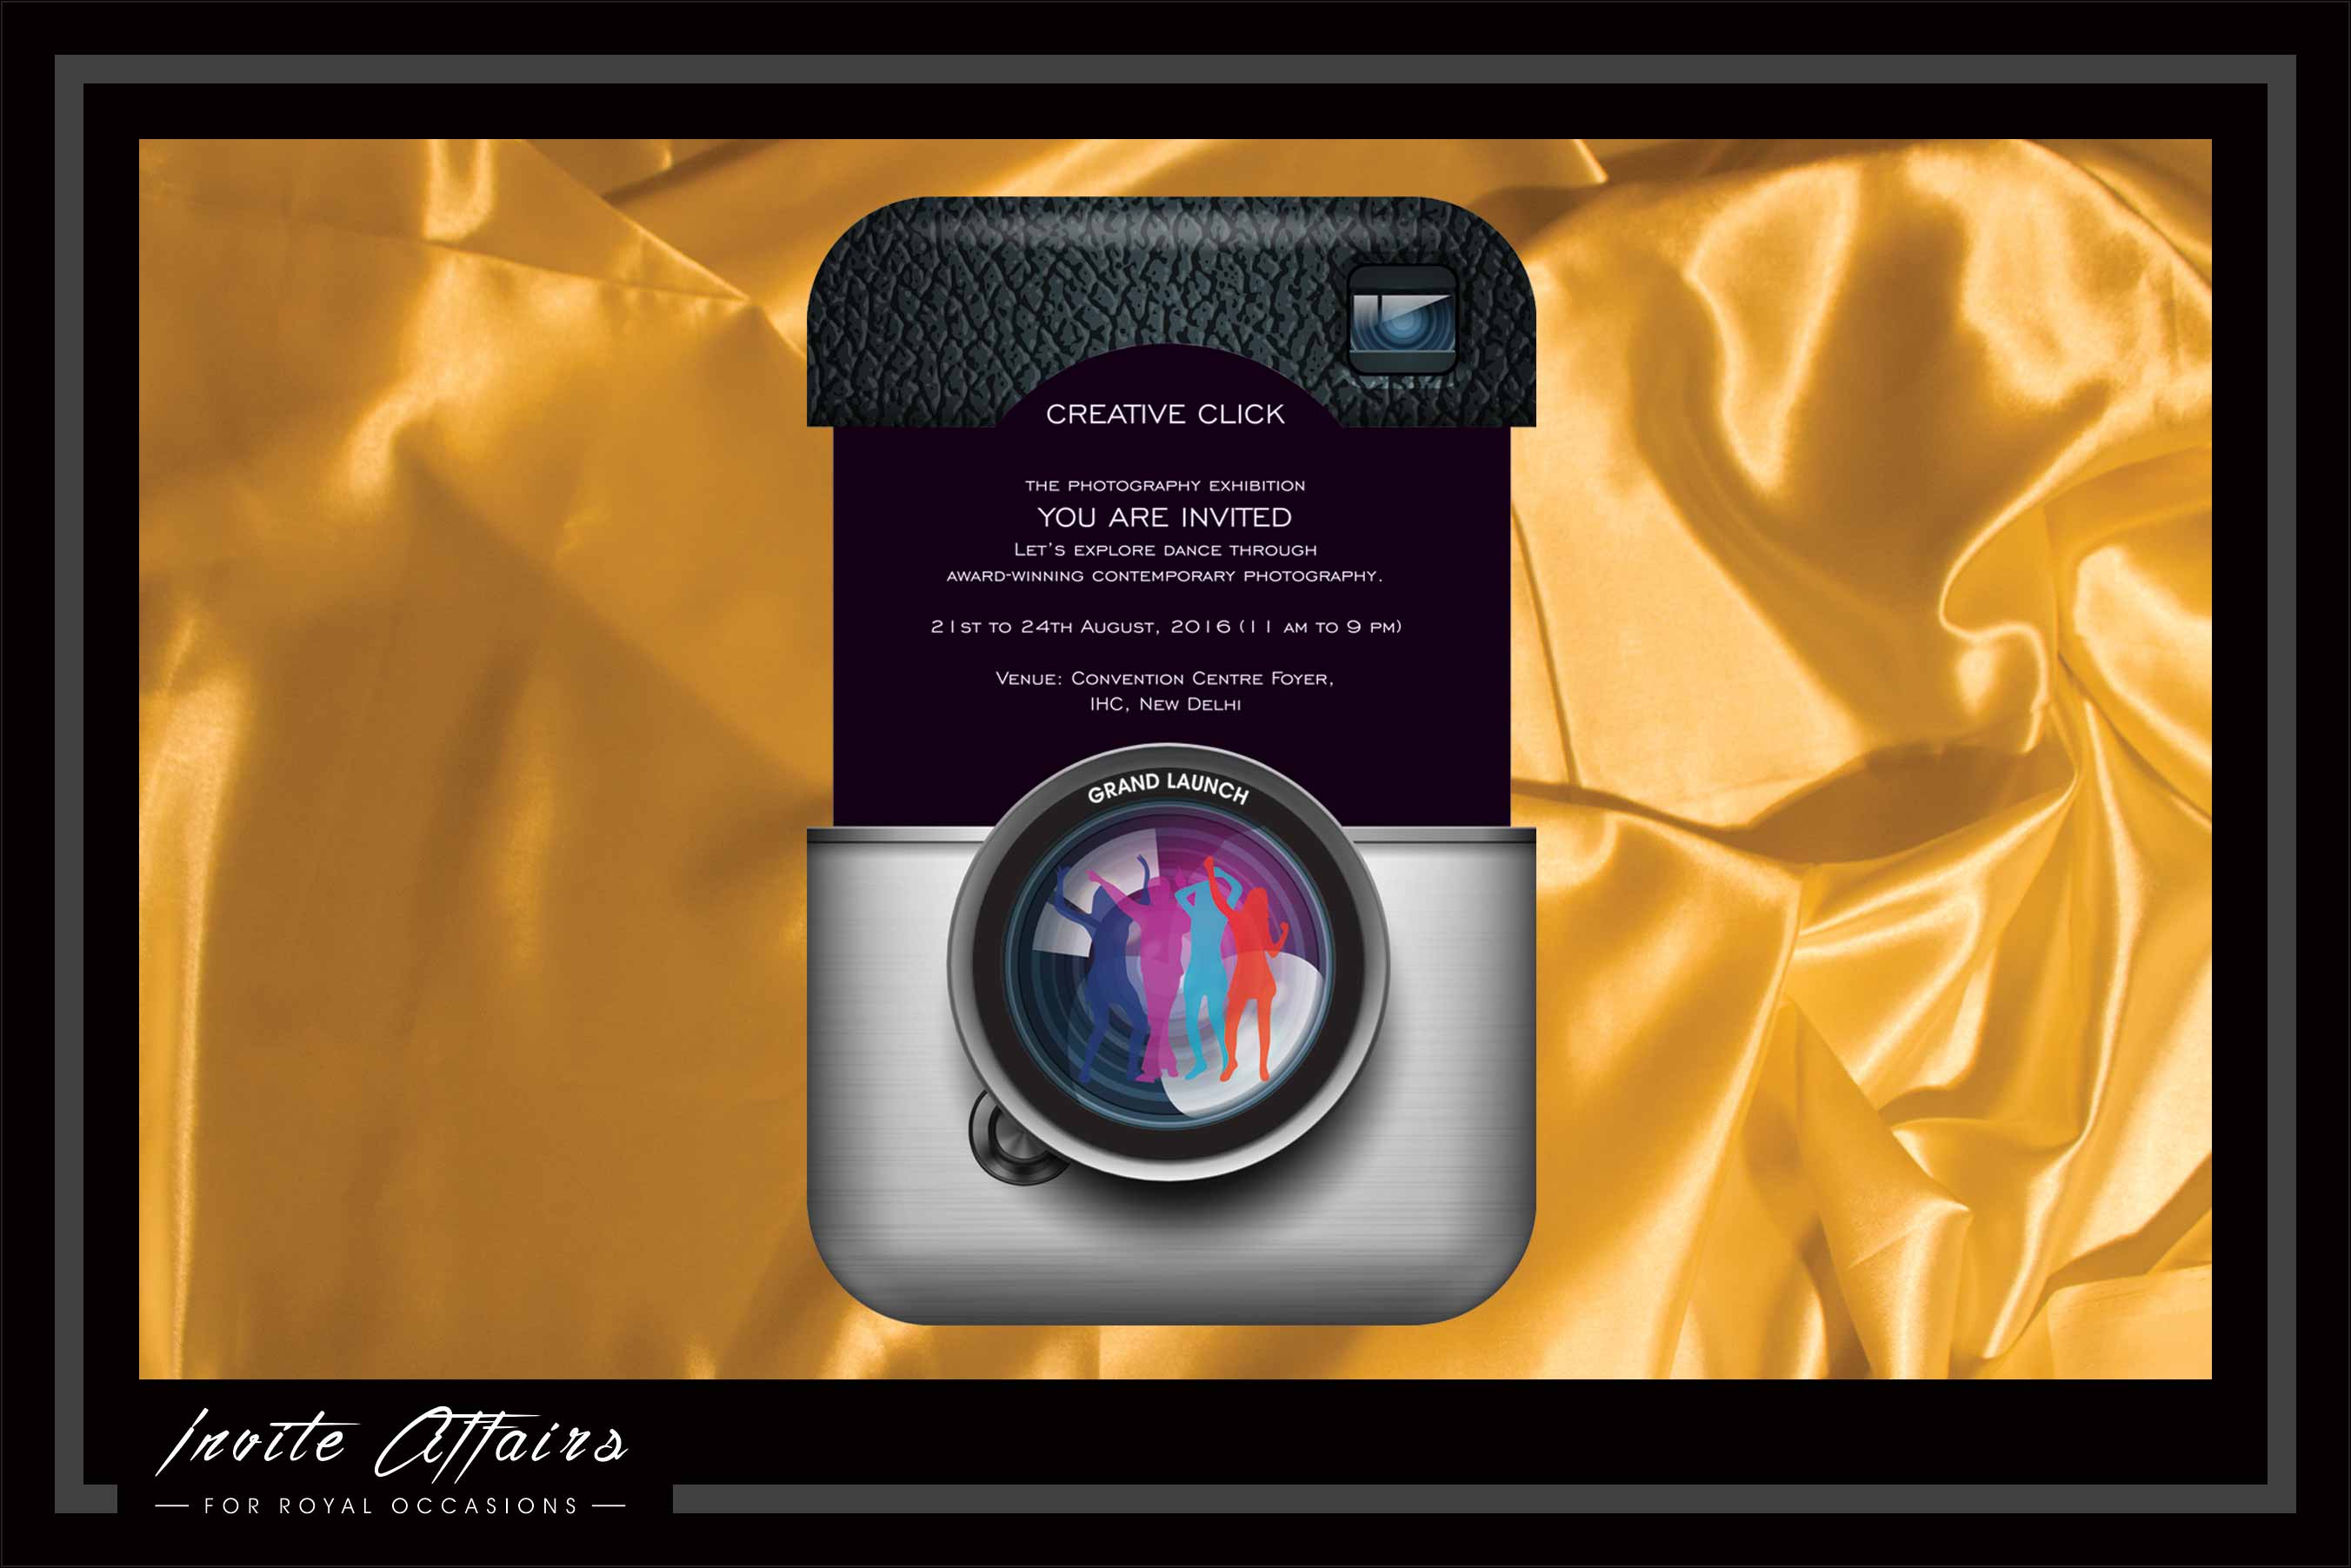 CREATIVE CLICK
THE PHOTOGRAPHY EXHIBITION
YOU ARE INVITED
LET'S EXPLORE DANCE THROUGH
AWARD-WINNING CONTEMPORARY PHOTOGRAPHY.
21ST TO 24TH AUGUST, 2016 (11 AM TO 9 PM)
VENUE: CONVENTION CENTRE FOYER,
IHC, NEW DELHI
GRAND LAUNCH
Invite Affairs
FOR ROYAL OCCASIONS